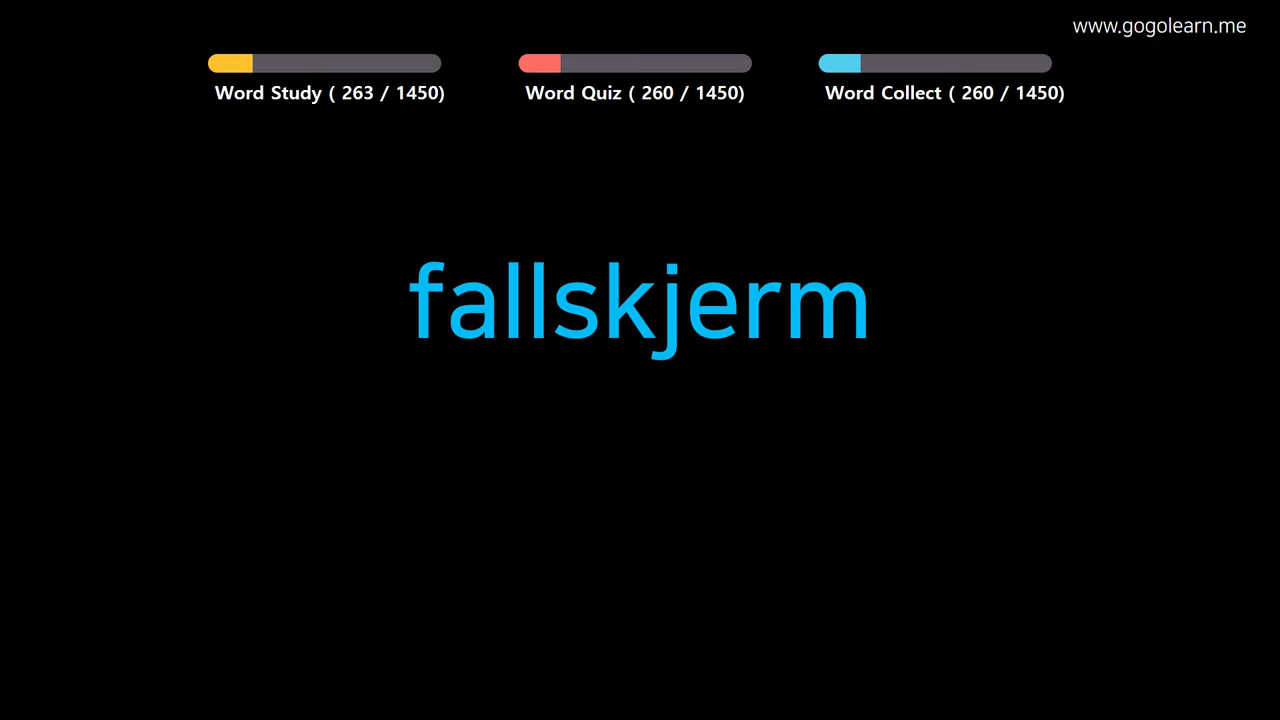 www.gogolearn.me
Word Study ( 263 / 1450)
Word Quiz ( 260 / 1450)
Word Collect ( 260 / 1450)
fallskjerm